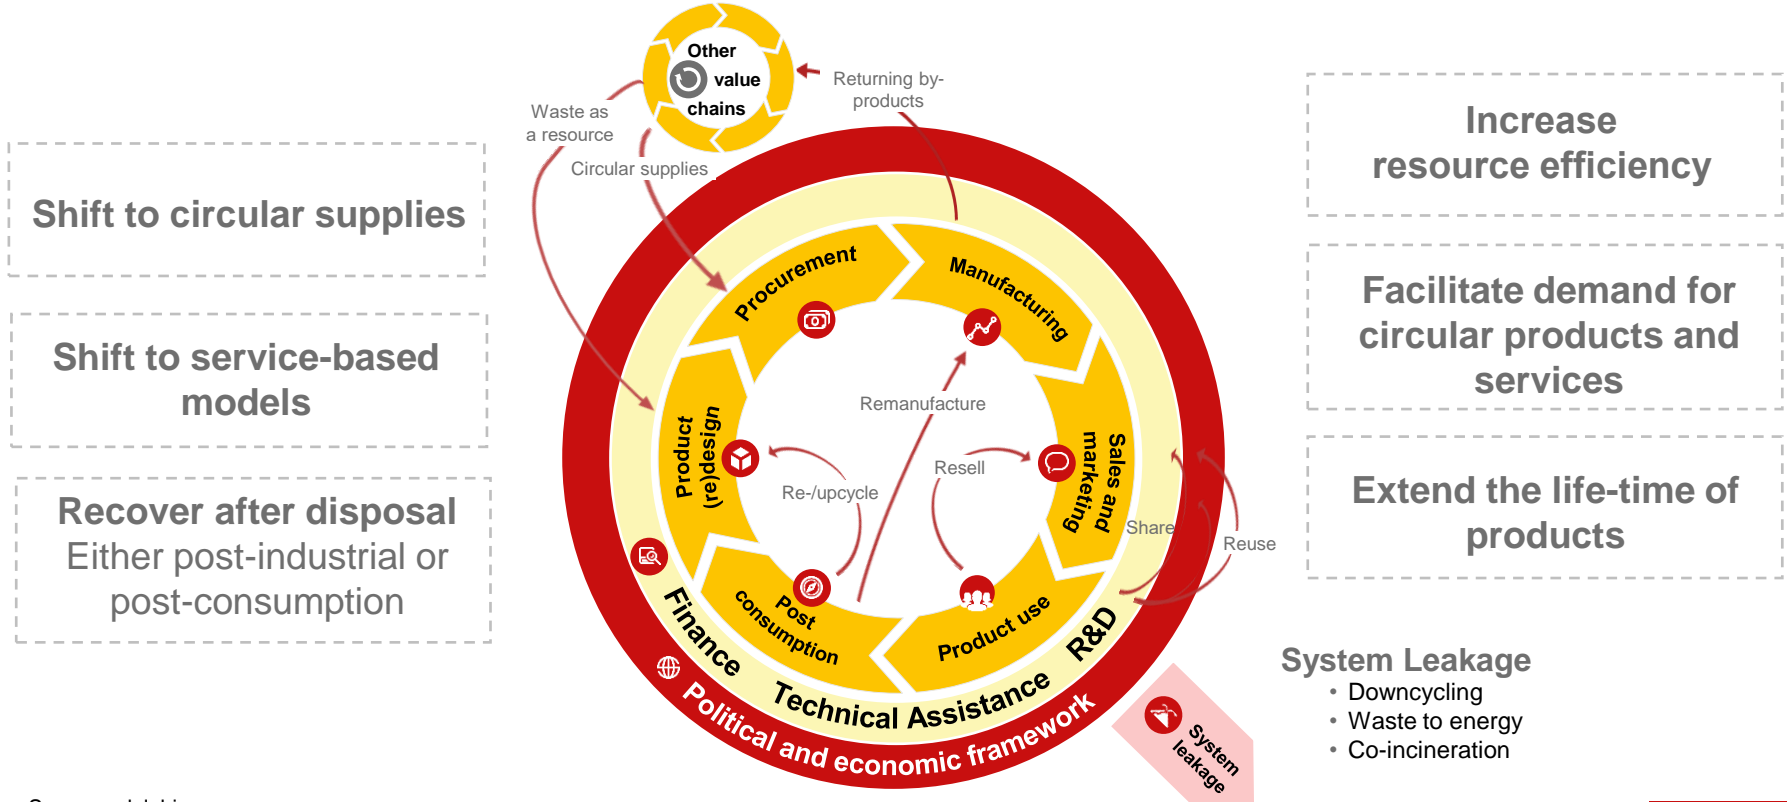 Other
value
chains
Returning by-
products
Waste as
a resource
Circular supplies
Shift to circular supplies
Shift to service-based
models
Recover after disposal
Either post-industrial or
post-consumption
Increase
resource efficiency
Facilitate demand for
circular products and
services
Extend the life-time of
products
Procurement
Manufacturing
Sales and
marketing
Product use
Post
consumption
Product
(re)design
Remanufacture
Resell
Re-/upcycle
Share
Reuse
Finance
Technical Assistance
R&D
Political and economic framework
System
leakage
System Leakage
• Downcycling
• Waste to energy
• Co-incineration